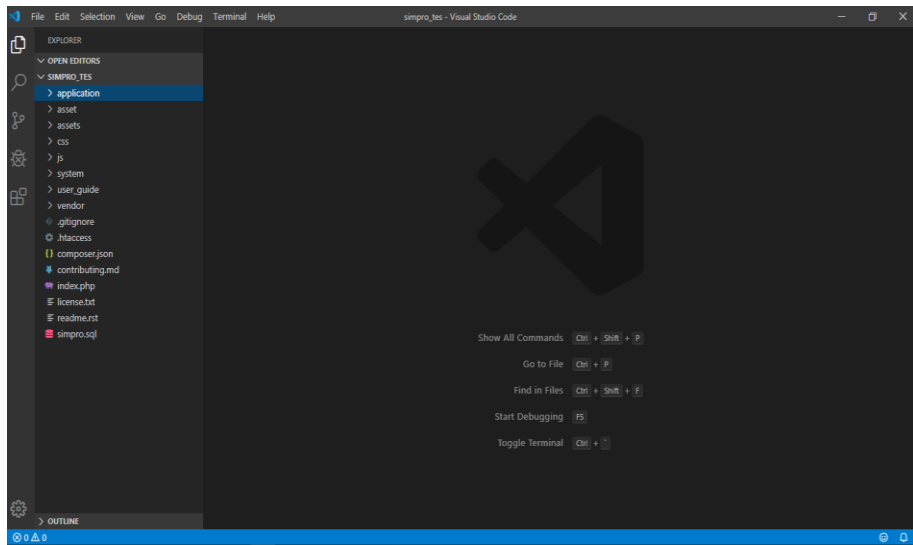 File Edit Selection View Go Debug Terminal Help
simpro_tes - Visual Studio Code
EXPLORER
OPEN EDITORS
SIMPRO_TES
application
asset
assets
css
js
system
user_guide
vendor
.gitignore
.htaccess
{} composer.json
contributing.md
index.php
license.txt
readme.rst
simpro.sql
Show All Commands Ctrl + Shift + P
Go to File Ctrl + P
Find in Files Ctrl + Shift + F
Start Debugging F5
Toggle Terminal Ctrl + `
OUTLINE
0 0